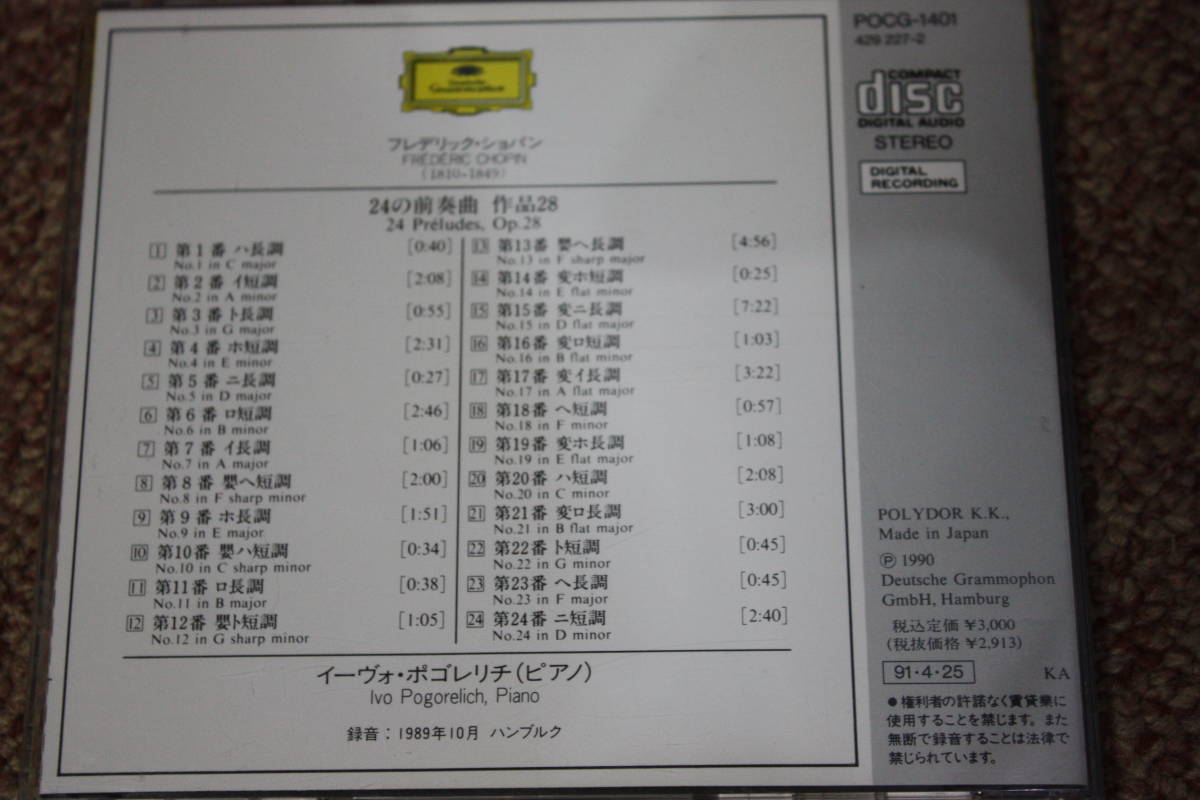 Deutsche
Grammophon
フレデリック・ショパン
FRÉDÉRIC CHOPIN
(1810-1849)
24の前奏曲 作品28
24 Préludes, Op.28
1 第1番 ハ長調 [0:40]
No.1 in C major
2 第2番 イ短調 [2:08]
No.2 in A minor
3 第3番 ト長調 [0:55]
No.3 in G major
4 第4番 ホ短調 [2:31]
No.4 in E minor
5 第5番 ニ長調 [0:27]
No.5 in D major
6 第6番 ロ短調 [2:46]
No.6 in B minor
7 第7番 イ長調 [1:06]
No.7 in A major
8 第8番 嬰ヘ短調 [2:00]
No.8 in F sharp minor
9 第9番 ホ長調 [1:51]
No.9 in E major
10 第10番 嬰ハ短調 [0:34]
No.10 in C sharp minor
11 第11番 ロ長調 [0:38]
No.11 in B major
12 第12番 嬰ト短調 [1:05]
No.12 in G sharp minor
13 第13番 嬰ヘ長調 [4:56]
No.13 in F sharp major
14 第14番 変ホ短調 [0:25]
No.14 in E flat minor
15 第15番 変ニ長調 [7:22]
No.15 in D flat major
16 第16番 変ロ短調 [1:03]
No.16 in B flat minor
17 第17番 変イ長調 [3:22]
No.17 in A flat major
18 第18番 ヘ短調 [0:57]
No.18 in F minor
19 第19番 変ホ長調 [1:08]
No.19 in E flat major
20 第20番 ハ短調 [2:08]
No.20 in C minor
21 第21番 変ロ長調 [3:00]
No.21 in B flat major
22 第22番 ト短調 [0:45]
No.22 in G minor
23 第23番 ヘ長調 [0:45]
No.23 in F major
24 第24番 ニ短調 [2:40]
No.24 in D minor
イーヴォ・ポゴレリチ(ピアノ)
Ivo Pogorelich, Piano
録音：1989年10月 ハンブルク
POCG-1401
429 227-2
COMPACT
disc
DIGITAL AUDIO
STEREO
DIGITAL
RECORDING
POLYDOR K.K.,
Made in Japan
Ⓟ 1990
Deutsche Grammophon
GmbH, Hamburg
税込定価 ¥3,000
(税抜価格 ¥2,913)
91・4・25 KA
●権利者の許諾なく賃貸業に
使用することを禁じます。また
無断で録音することは法律で
禁じられています。